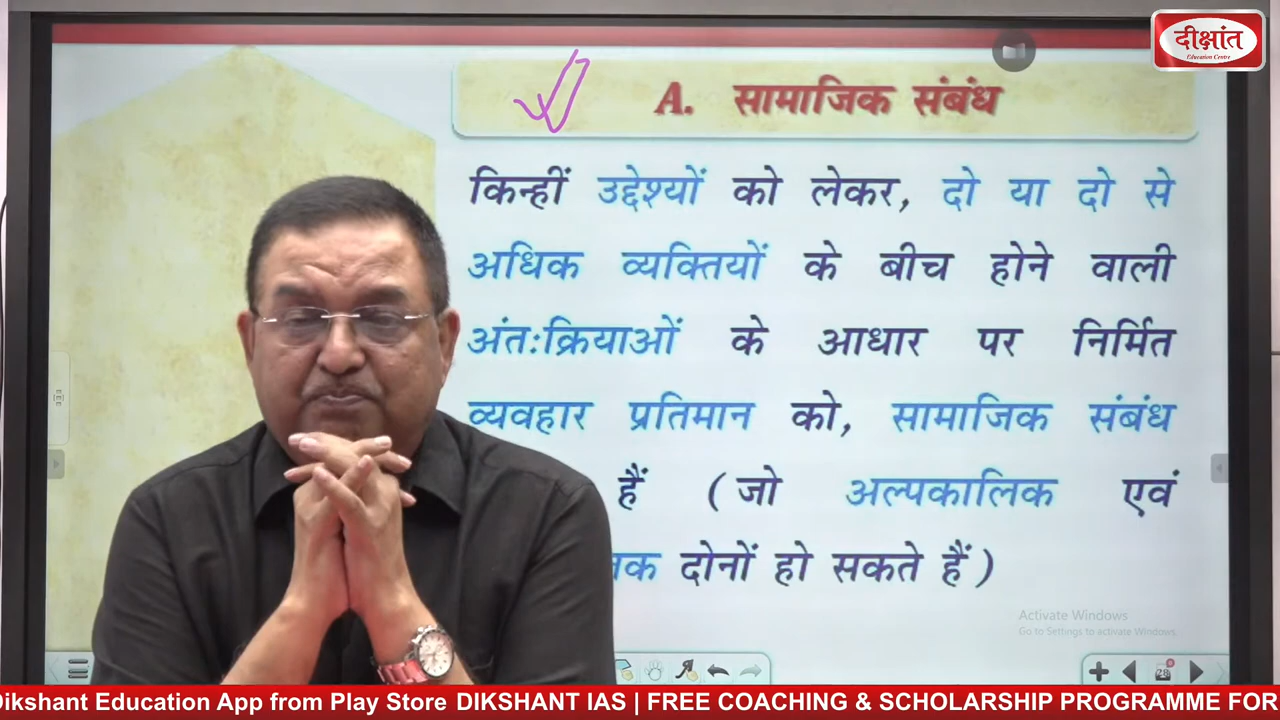 दीक्षांत
Education Centre
A. सामाजिक संबंध
किन्हीं उद्देश्यों को लेकर, दो या दो से
अधिक व्यक्तियों के बीच होने वाली
अंतःक्रियाओं के आधार पर निर्मित
व्यवहार प्रतिमान को, सामाजिक संबंध
हैं (जो अल्पकालिक एवं
दोनों हो सकते हैं)
Activate Windows
Go to Settings to activate Windows.
28
Dikshant Education App from Play Store DIKSHANT IAS | FREE COACHING & SCHOLARSHIP PROGRAMME FOR